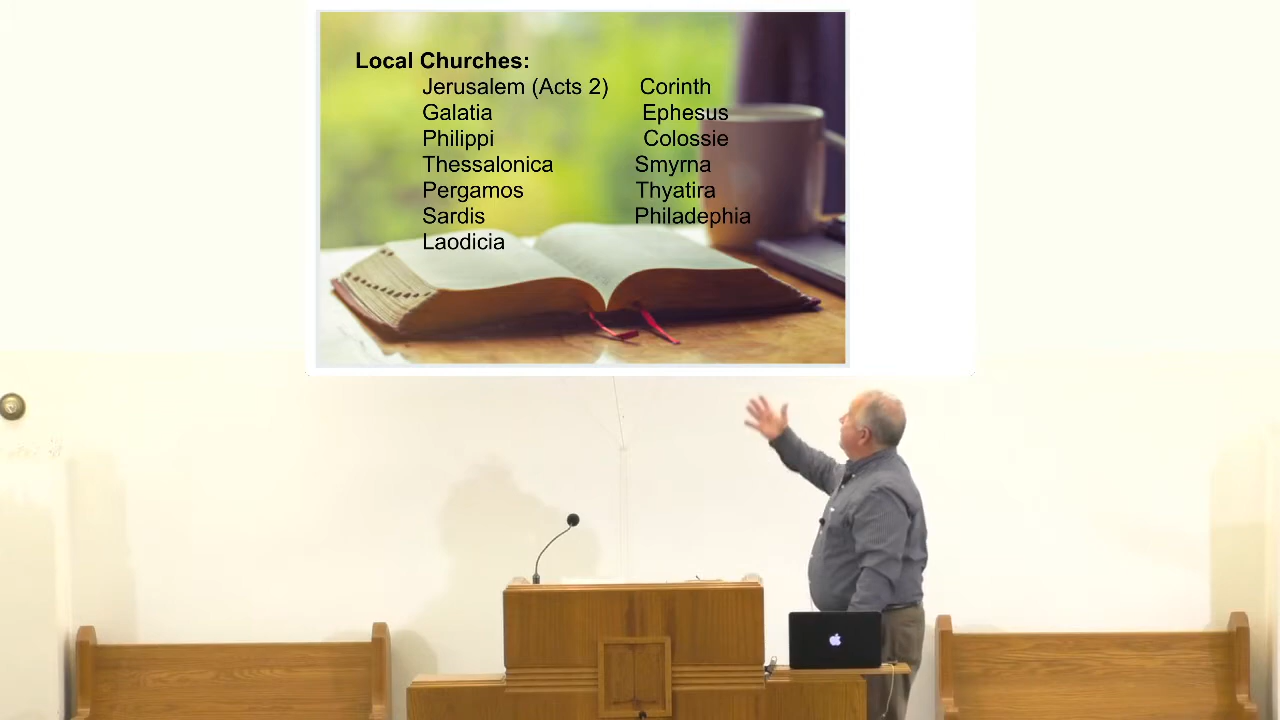 Local Churches:
Jerusalem (Acts 2) Corinth
Galatia Ephesus
Philippi Colossie
Thessalonica Smyrna
Pergamos Thyatira
Sardis Philadephia
Laodicia